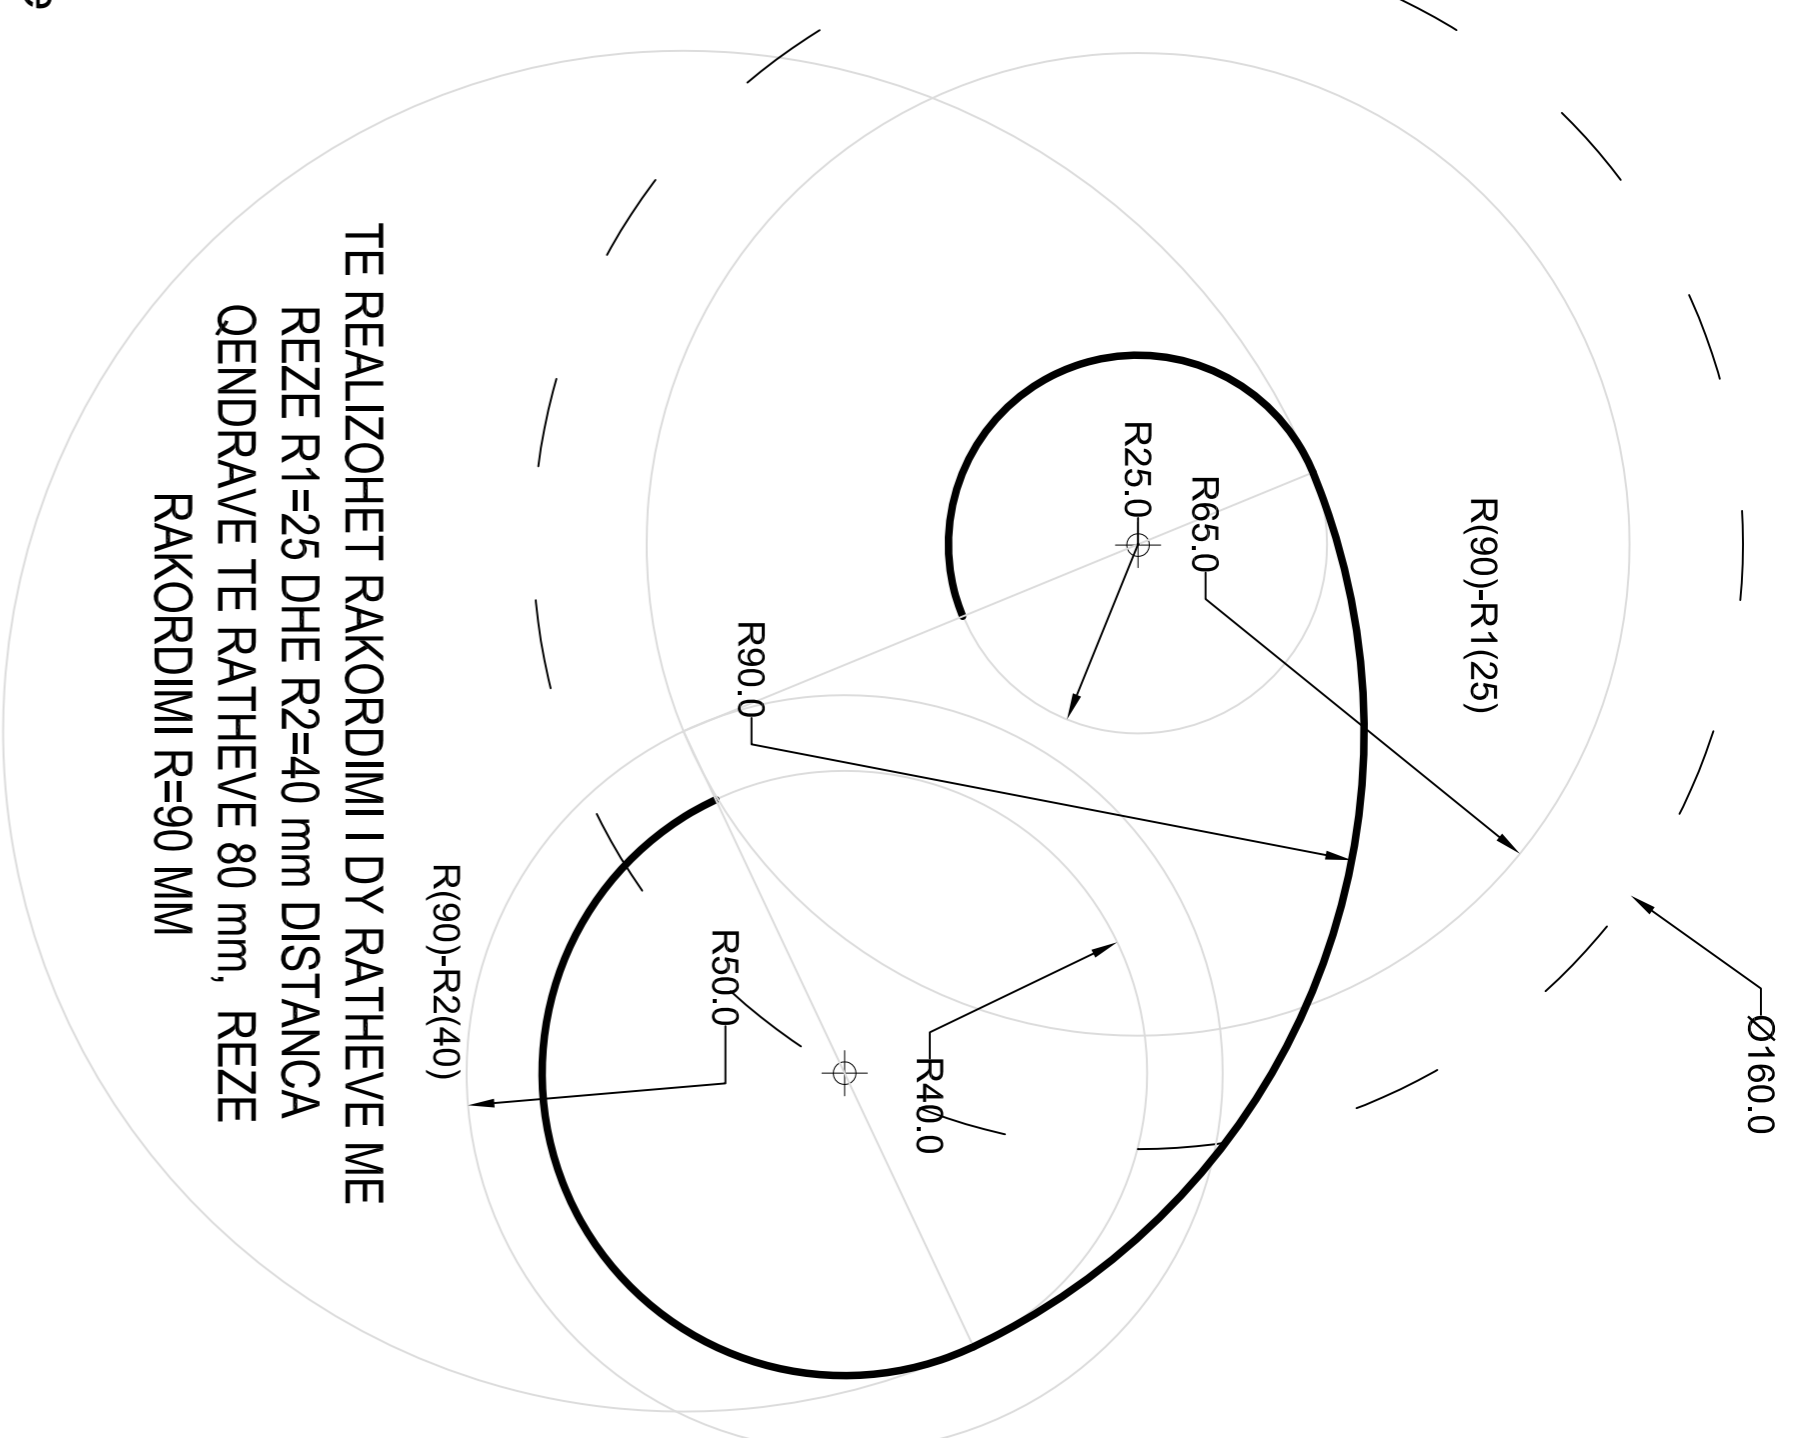 R(90)-R1(25)
R25.0
R65.0
R90.0
Ø160.0
R50.0
R40.0
R(90)-R2(40)
TE REALIZOHET RAKORDIMI I DY RATHEVE ME
REZE R1=25 DHE R2=40 mm DISTANCA
QENDRAVE TE RATHEVE 80 mm, REZE
RAKORDIMI R=90 MM